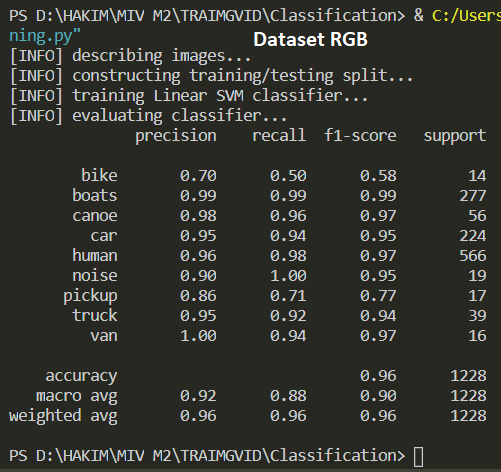 PS D:\HAKIM\MIV M2\TRAIMGVID\Classification> & C:/Users
ning.py"
Dataset RGB
[INFO] describing images...
[INFO] constructing training/testing split...
[INFO] training Linear SVM classifier...
[INFO] evaluating classifier...
precision recall f1-score support
bike 0.70 0.50 0.58 14
boats 0.99 0.99 0.99 277
canoe 0.98 0.96 0.97 56
car 0.95 0.94 0.95 224
human 0.96 0.98 0.97 566
noise 0.90 1.00 0.95 19
pickup 0.86 0.71 0.77 17
truck 0.95 0.92 0.94 39
van 1.00 0.94 0.97 16
accuracy 0.96 1228
macro avg 0.92 0.88 0.90 1228
weighted avg 0.96 0.96 0.96 1228
PS D:\HAKIM\MIV M2\TRAIMGVID\Classification>